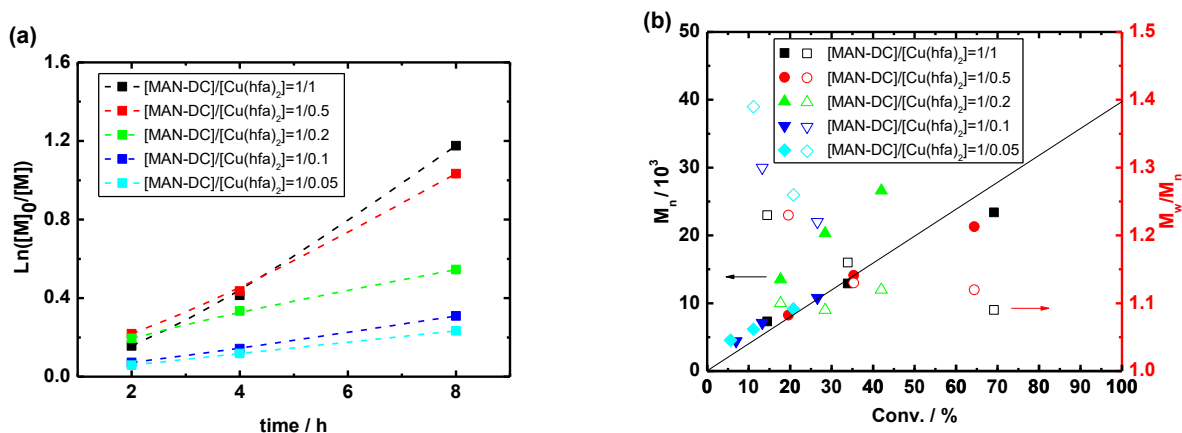 (a)
1.6
1.2
0.8
0.4
0.0
Ln([M]0/[M])
[MAN-DC]/[Cu(hfa)2]=1/1
[MAN-DC]/[Cu(hfa)2]=1/0.5
[MAN-DC]/[Cu(hfa)2]=1/0.2
[MAN-DC]/[Cu(hfa)2]=1/0.1
[MAN-DC]/[Cu(hfa)2]=1/0.05
2 4 6 8
time / h
(b)
50
40
30
20
10
0
Mn / 10³
[MAN-DC]/[Cu(hfa)2]=1/1
[MAN-DC]/[Cu(hfa)2]=1/0.5
[MAN-DC]/[Cu(hfa)2]=1/0.2
[MAN-DC]/[Cu(hfa)2]=1/0.1
[MAN-DC]/[Cu(hfa)2]=1/0.05
1.5
1.4
1.3
1.2
1.1
1.0
Mw/Mn
0 10 20 30 40 50 60 70 80 90 100
Conv. / %